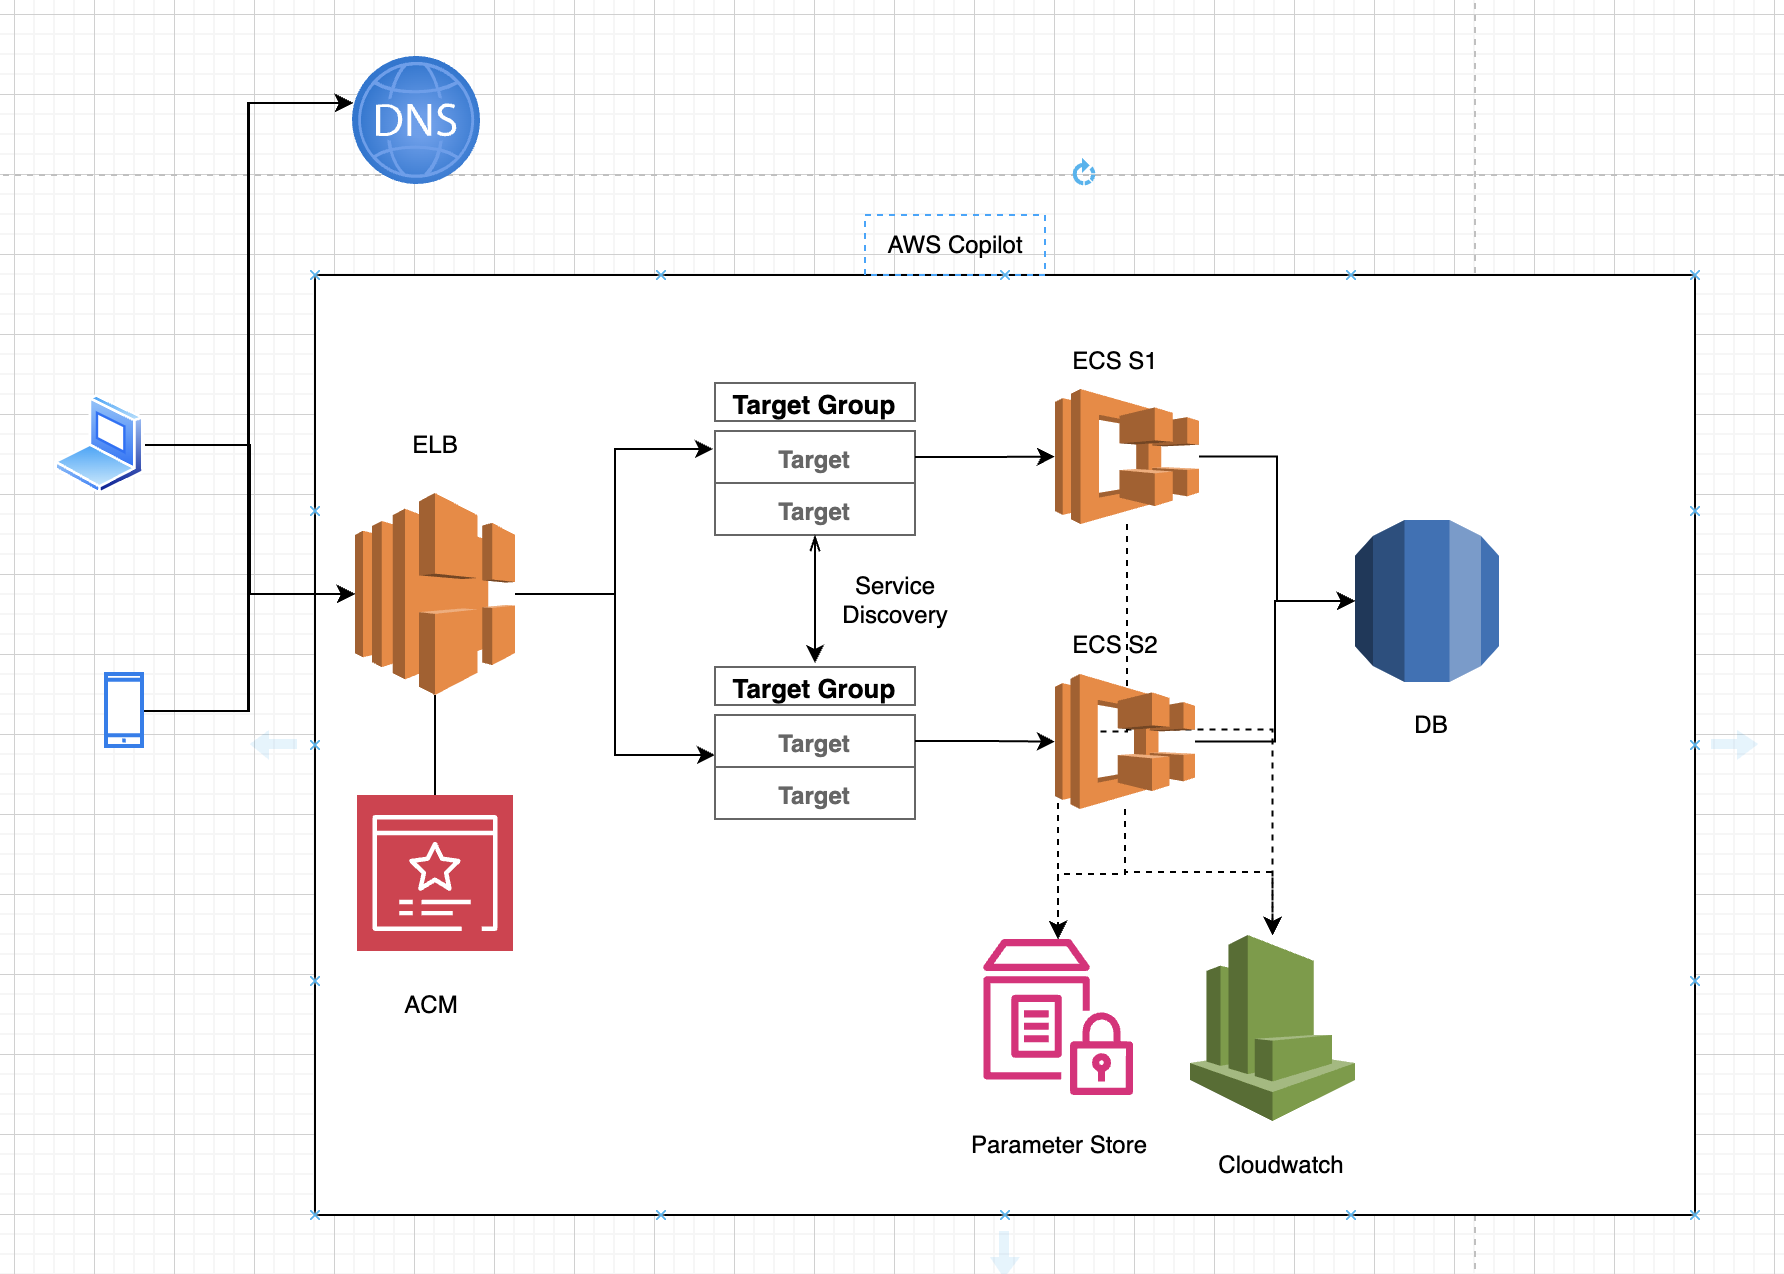 DNS
AWS Copilot
ECS S1
Target Group
Target
Target
ELB
Service
Discovery
ECS S2
Target Group
Target
Target
DB
ACM
Parameter Store
Cloudwatch